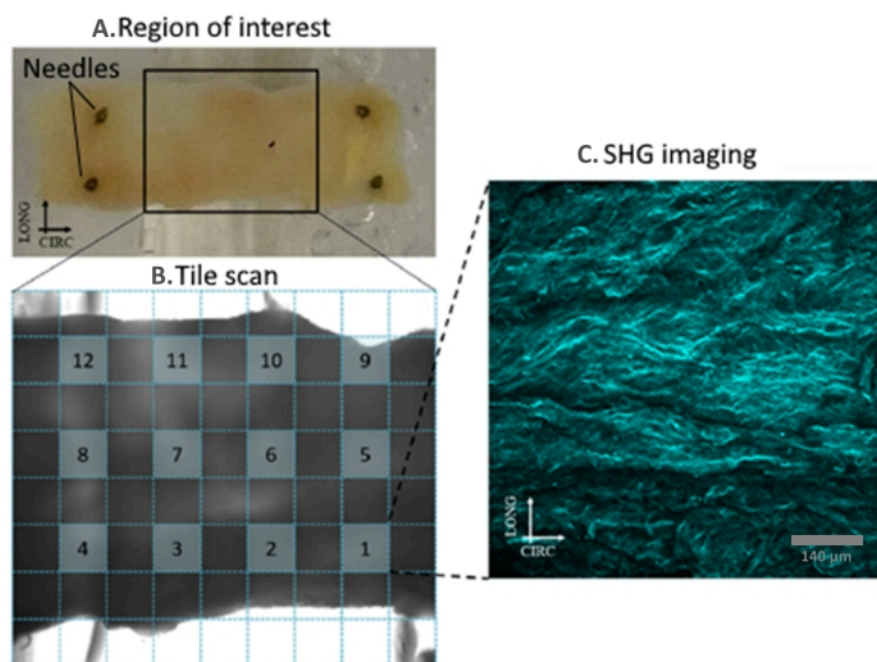 A.Region of interest
Needles
LONG
CIRC
B.Tile scan
12 11 10 9
8 7 6 5
4 3 2 1
C. SHG imaging
LONG
CIRC
140 µm